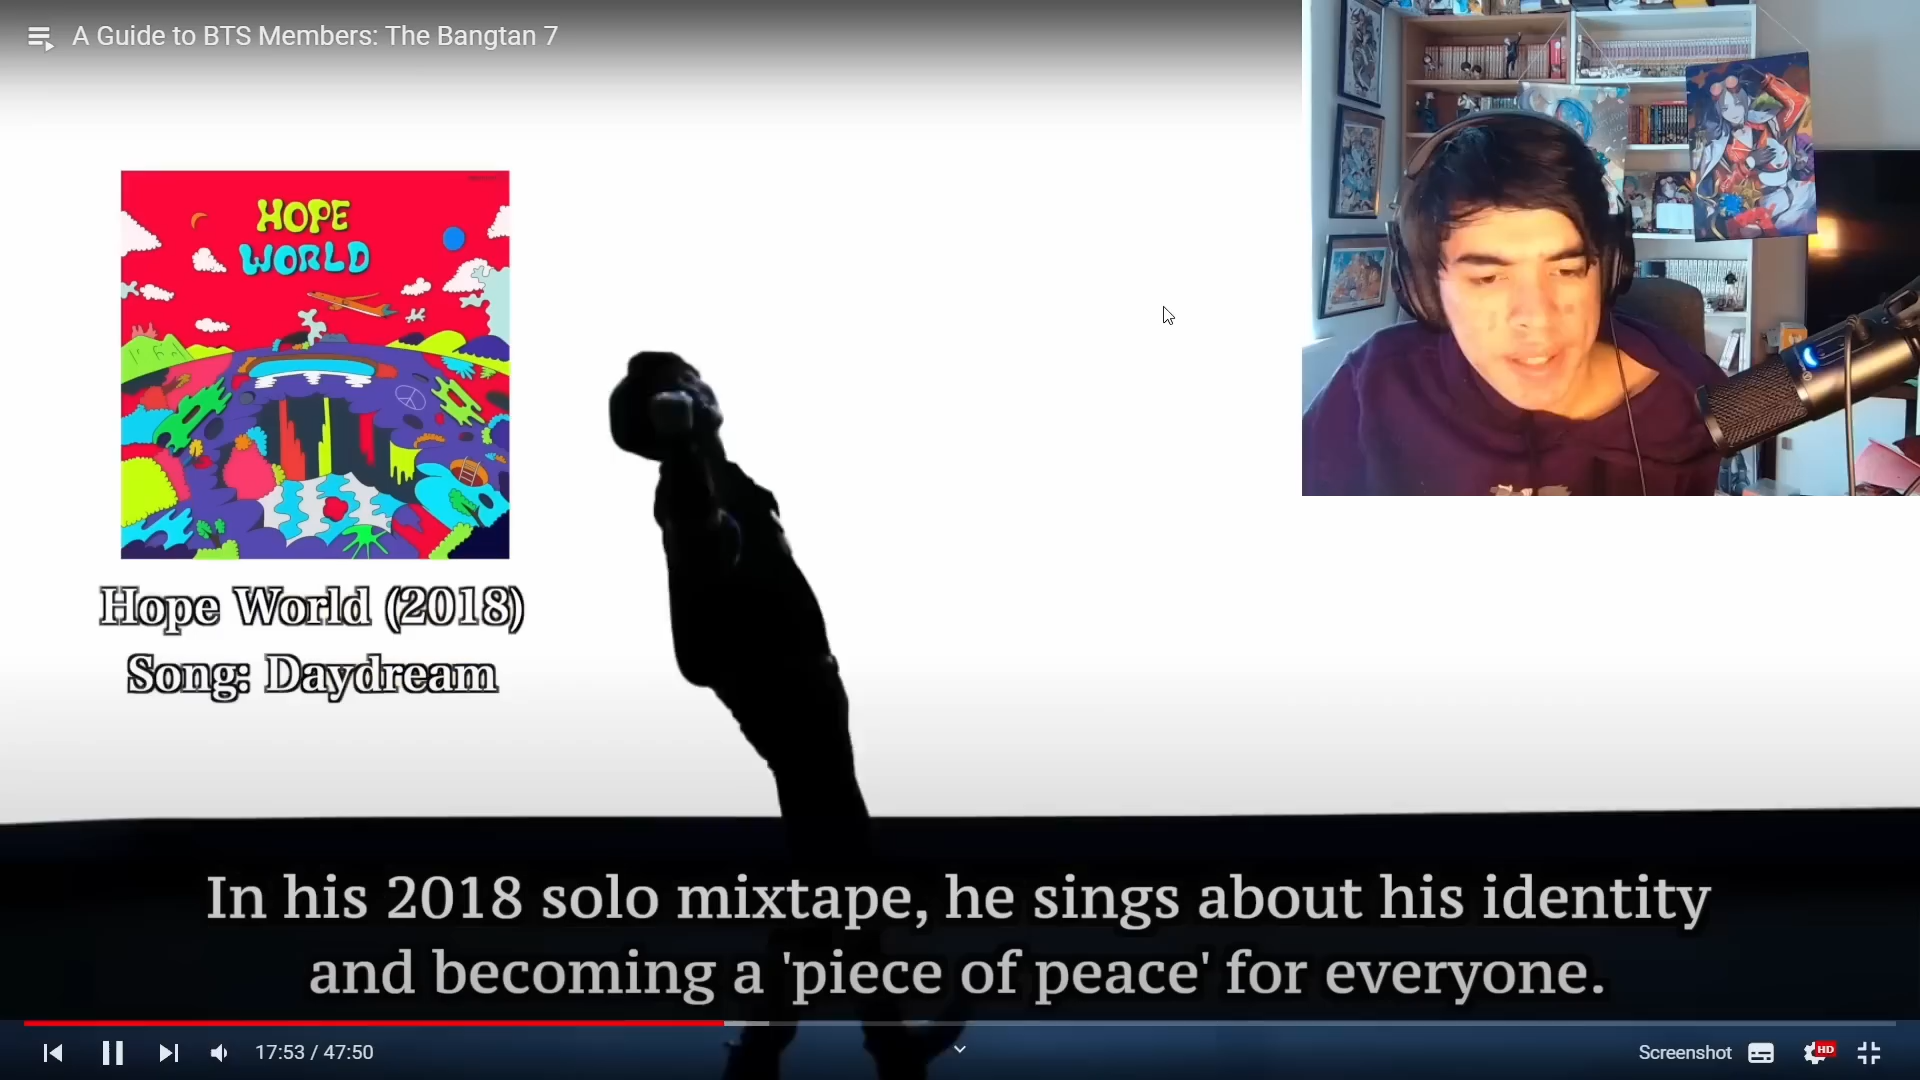 A Guide to BTS Members: The Bangtan 7
HOPE
WORLD
Hope World (2018)
Song: Daydream
In his 2018 solo mixtape, he sings about his identity
and becoming a 'piece of peace' for everyone.
17:53 / 47:50
Screenshot
HD